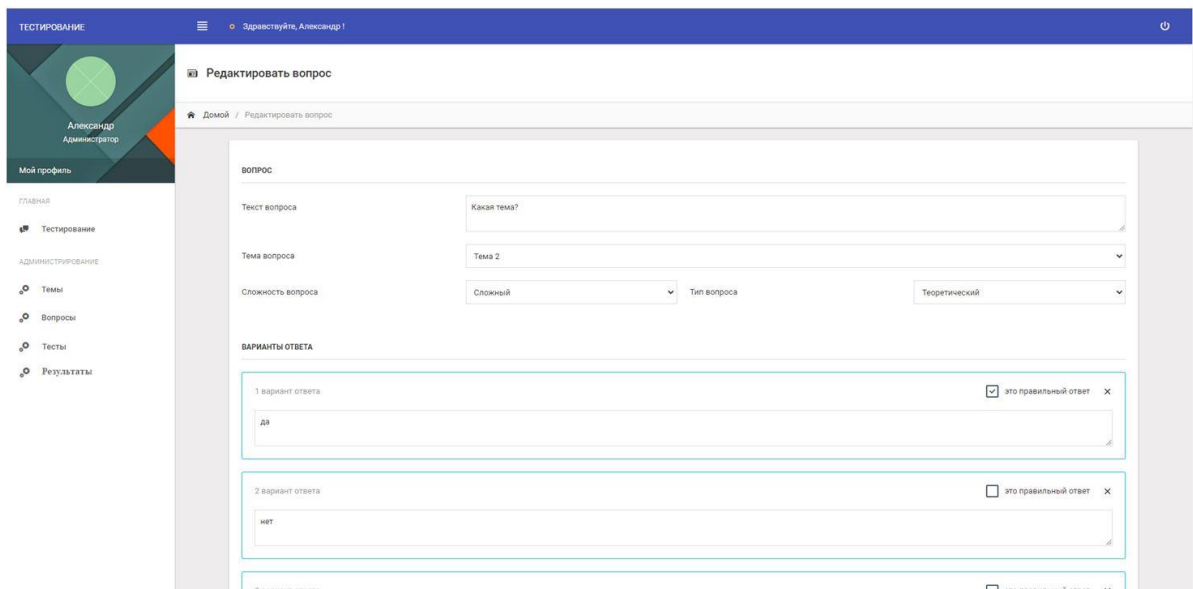 ТЕСТИРОВАНИЕ
Здравствуйте, Александр !
Александр
Администратор
Мой профиль
ГЛАВНАЯ
Тестирование
АДМИНИСТРИРОВАНИЕ
Темы
Вопросы
Тесты
Результаты
Редактировать вопрос
Домой / Редактировать вопрос
ВОПРОС
Текст вопроса
Какая тема?
Тема вопроса
Тема 2
Сложность вопроса
Сложный
Тип вопроса
Теоретический
ВАРИАНТЫ ОТВЕТА
1 вариант ответа
это правильный ответ
да
2 вариант ответа
это правильный ответ
нет